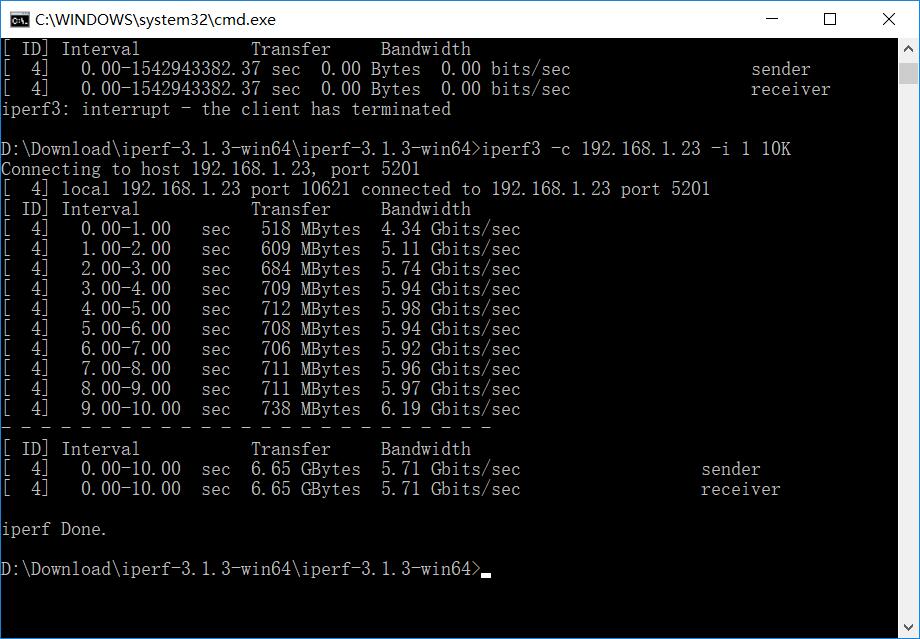 C:\WINDOWS\system32\cmd.exe
[ ID] Interval           Transfer     Bandwidth
[  4]   0.00-1542943382.37 sec  0.00 Bytes  0.00 bits/sec                  sender
[  4]   0.00-1542943382.37 sec  0.00 Bytes  0.00 bits/sec                  receiver
iperf3: interrupt - the client has terminated
D:\Download\iperf-3.1.3-win64\iperf-3.1.3-win64>iperf3 -c 192.168.1.23 -i 1 10K
Connecting to host 192.168.1.23, port 5201
[  4] local 192.168.1.23 port 10621 connected to 192.168.1.23 port 5201
[ ID] Interval           Transfer     Bandwidth
[  4]   0.00-1.00   sec   518 MBytes  4.34 Gbits/sec
[  4]   1.00-2.00   sec   609 MBytes  5.11 Gbits/sec
[  4]   2.00-3.00   sec   684 MBytes  5.74 Gbits/sec
[  4]   3.00-4.00   sec   709 MBytes  5.94 Gbits/sec
[  4]   4.00-5.00   sec   712 MBytes  5.98 Gbits/sec
[  4]   5.00-6.00   sec   708 MBytes  5.94 Gbits/sec
[  4]   6.00-7.00   sec   706 MBytes  5.92 Gbits/sec
[  4]   7.00-8.00   sec   711 MBytes  5.96 Gbits/sec
[  4]   8.00-9.00   sec   711 MBytes  5.97 Gbits/sec
[  4]   9.00-10.00  sec   738 MBytes  6.19 Gbits/sec
- - - - - - - - - - - - - - - - - - - - - - - - -
[ ID] Interval           Transfer     Bandwidth
[  4]   0.00-10.00  sec  6.65 GBytes  5.71 Gbits/sec                  sender
[  4]   0.00-10.00  sec  6.65 GBytes  5.71 Gbits/sec                  receiver
iperf Done.
D:\Download\iperf-3.1.3-win64\iperf-3.1.3-win64>